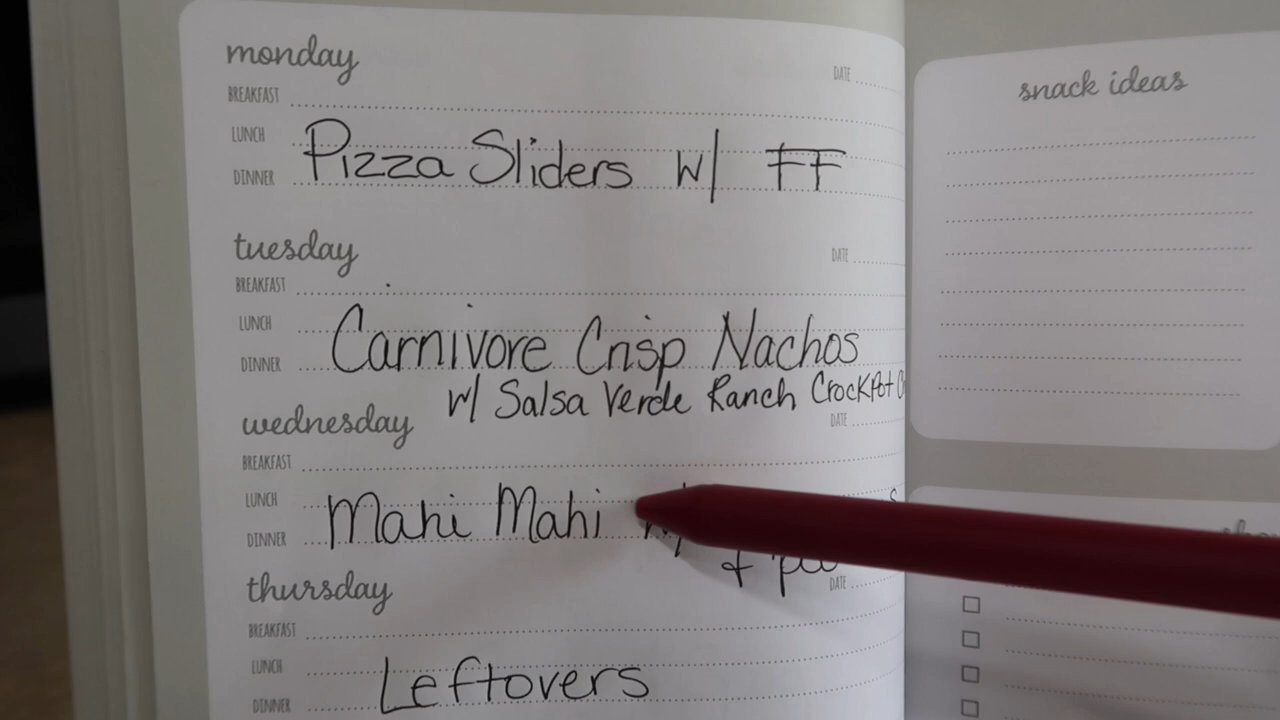 monday
DATE
BREAKFAST
LUNCH
DINNER
Pizza Sliders w/ FF
tuesday
DATE
BREAKFAST
LUNCH
DINNER
Carnivore Crisp Nachos
w/ Salsa Verde Ranch CrockPot
wednesday
DATE
BREAKFAST
LUNCH
DINNER
Mahi Mahi
thursday
DATE
BREAKFAST
LUNCH
DINNER
Leftovers
snack ideas